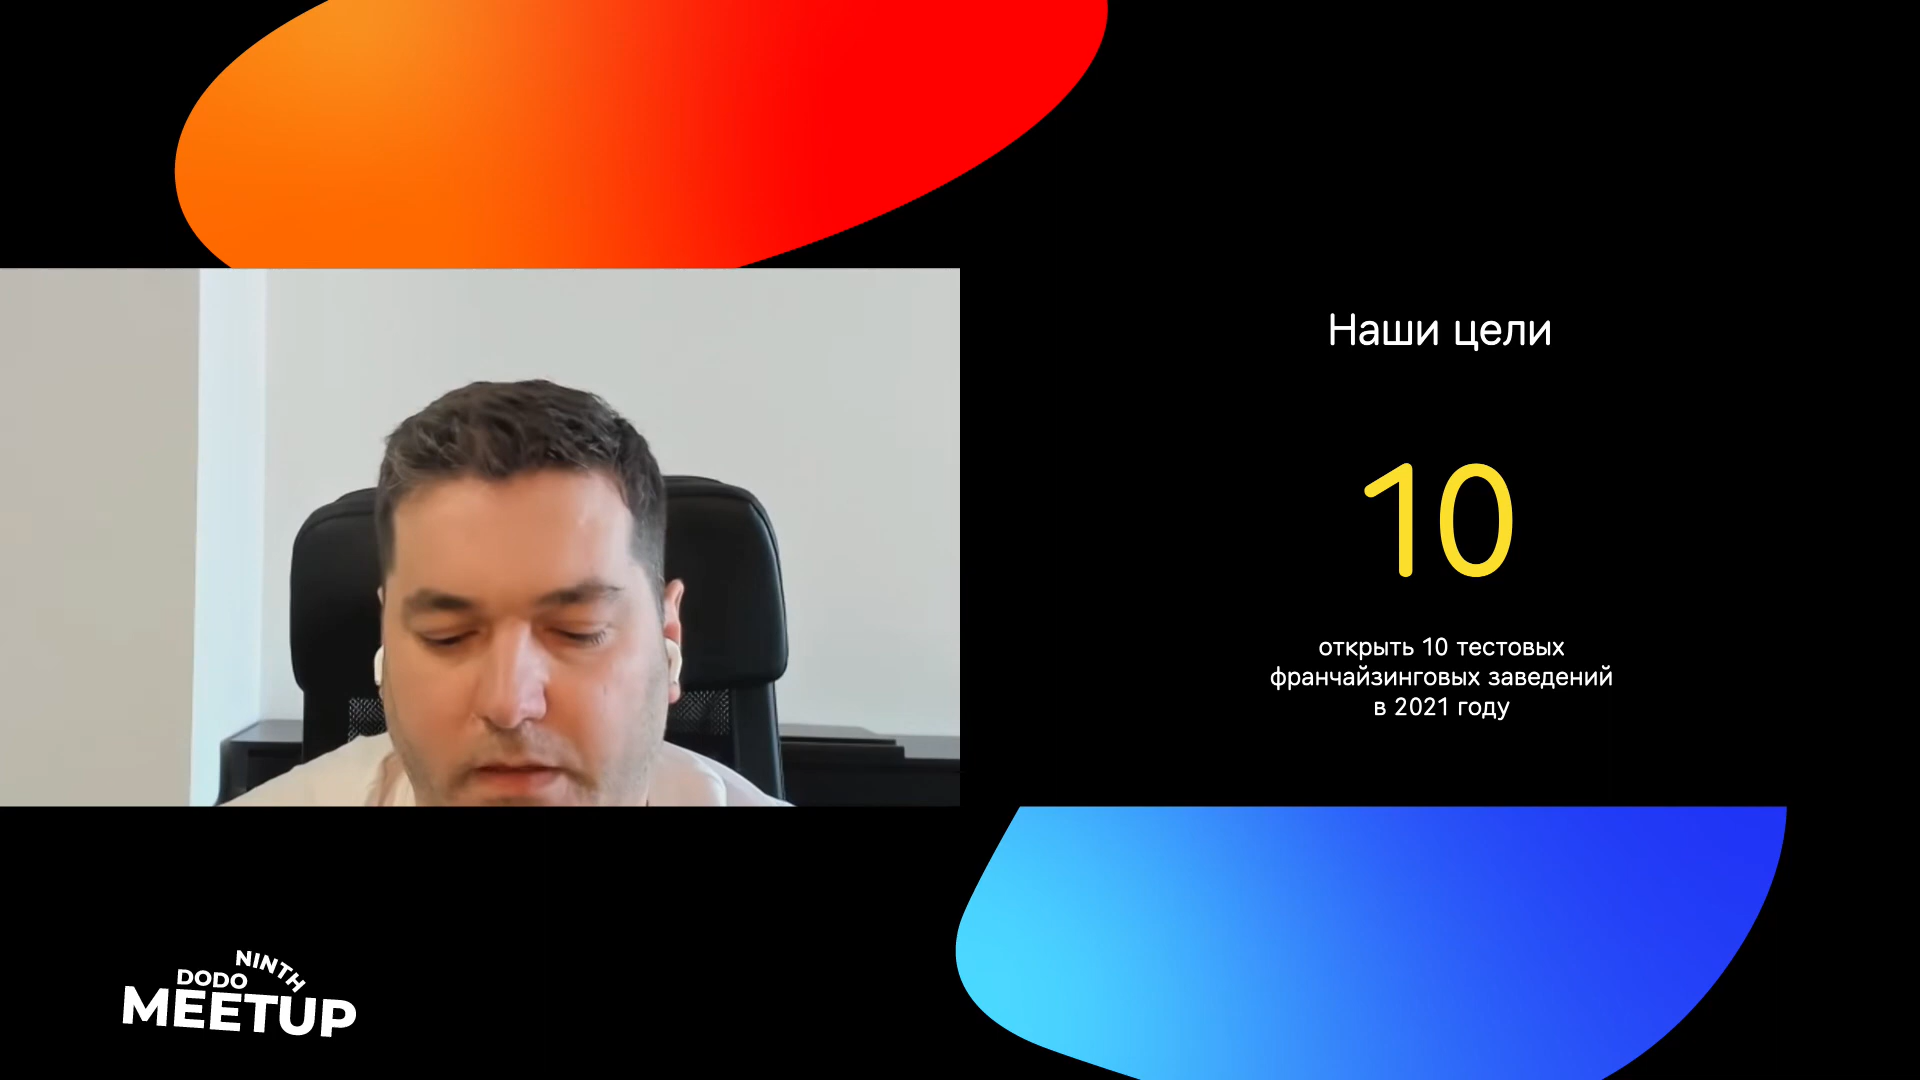 Наши цели
10
открыть 10 тестовых
франчайзинговых заведений
в 2021 году
NINTH
DODO
MEETUP